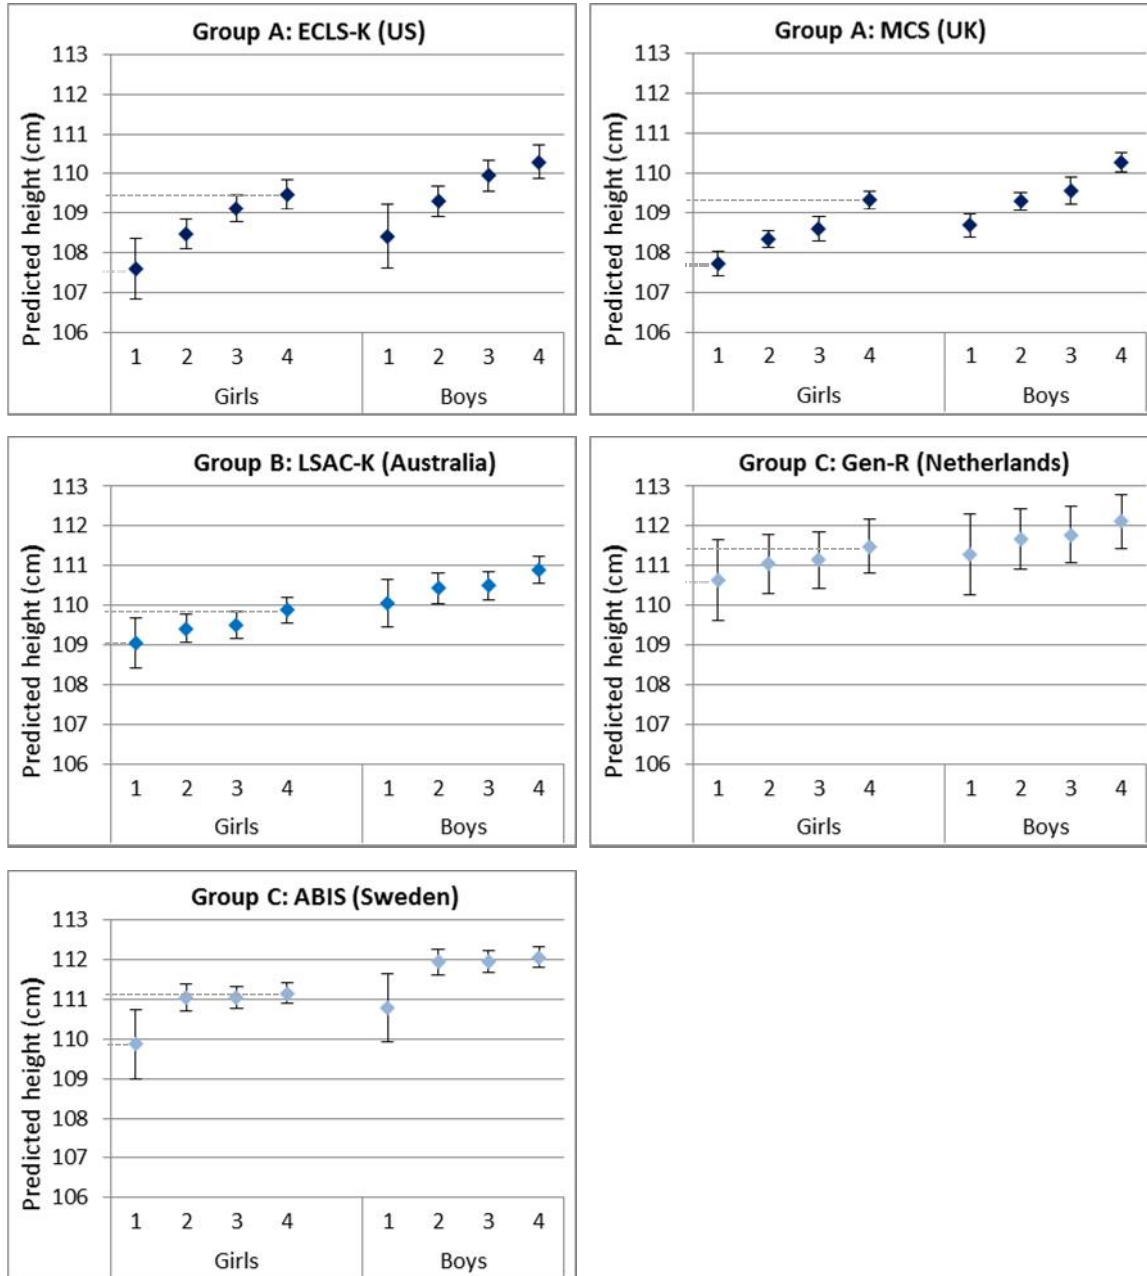 Group A: ECLS-K (US)
Predicted height (cm)
113
112
111
110
109
108
107
106
1 2 3 4 1 2 3 4
Girls Boys
Group A: MCS (UK)
Predicted height (cm)
113
112
111
110
109
108
107
106
1 2 3 4 1 2 3 4
Girls Boys
Group B: LSAC-K (Australia)
Predicted height (cm)
113
112
111
110
109
108
107
106
1 2 3 4 1 2 3 4
Girls Boys
Group C: Gen-R (Netherlands)
Predicted height (cm)
113
112
111
110
109
108
107
106
1 2 3 4 1 2 3 4
Girls Boys
Group C: ABIS (Sweden)
Predicted height (cm)
113
112
111
110
109
108
107
106
1 2 3 4 1 2 3 4
Girls Boys